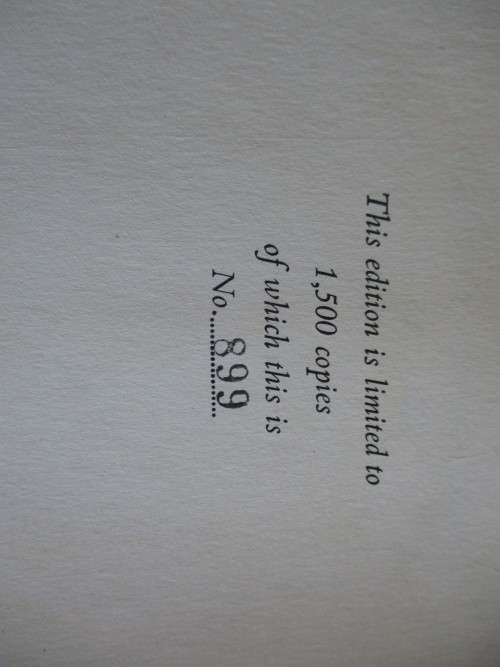 This edition is limited to
1,500 copies
of which this is
No. 899